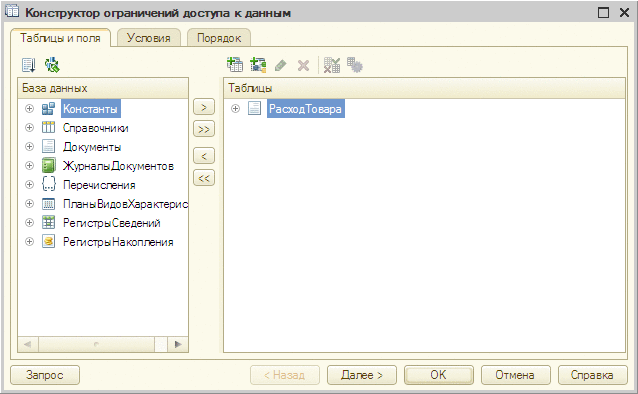 Конструктор ограничений доступа к данным
Таблицы и поля
Условия
Порядок
База данных
Константы
Справочники
Документы
ЖурналыДокументов
Перечисления
ПланыВидовХарактерис
РегистрыСведений
РегистрыНакопления
>
>>
<
<<
Таблицы
РасходТовара
Запрос
< Назад
Далее >
OK
Отмена
Справка